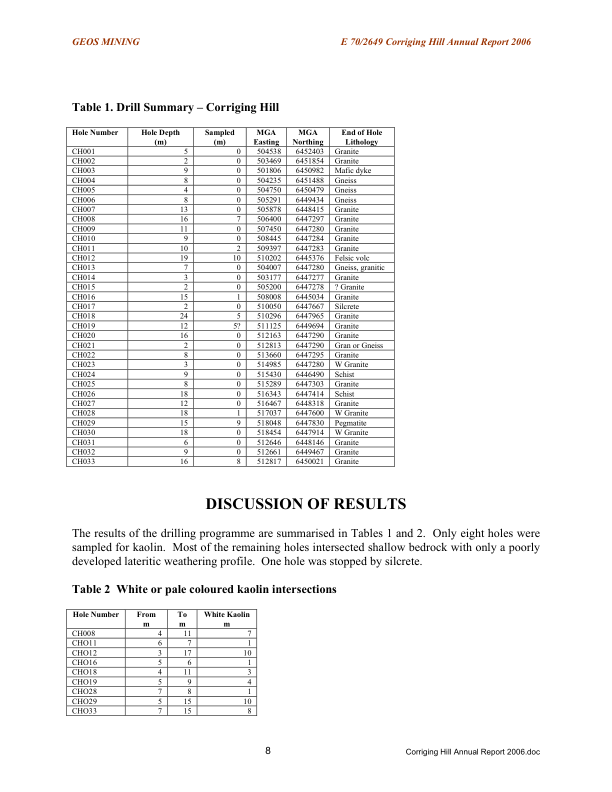 GEOS MINING E 70/2649 Corriging Hill Annual Report 2006
Table 1. Drill Summary – Corriging Hill
Hole Number Hole Depth Sampled MGA MGA End of Hole
(m) (m) Easting Northing Lithology
CH001 5 0 504538 6452403 Granite
CH002 2 0 503469 6451854 Granite
CH003 9 0 501806 6450982 Mafic dyke
CH004 8 0 504235 6451488 Gneiss
CH005 4 0 504750 6450479 Gneiss
CH006 8 0 505291 6449434 Gneiss
CH007 13 0 505878 6448415 Granite
CH008 16 7 506400 6447297 Granite
CH009 11 0 507450 6447280 Granite
CH010 9 0 508445 6447284 Granite
CH011 10 2 509397 6447283 Granite
CH012 19 10 510202 6445376 Felsic volc
CH013 7 0 504007 6447280 Gneiss, granitic
CH014 3 0 503177 6447277 Granite
CH015 2 0 505200 6447278 ? Granite
CH016 15 1 508008 6445034 Granite
CH017 2 0 510050 6447667 Silcrete
CH018 24 5 510296 6447965 Granite
CH019 12 5? 511125 6449694 Granite
CH020 16 0 512163 6447290 Granite
CH021 2 0 512813 6447290 Gran or Gneiss
CH022 8 0 513660 6447295 Granite
CH023 3 0 514985 6447280 W Granite
CH024 9 0 515430 6446490 Schist
CH025 8 0 515289 6447303 Granite
CH026 18 0 516343 6447414 Schist
CH027 12 0 516467 6448318 Granite
CH028 18 1 517037 6447600 W Granite
CH029 15 9 518048 6447830 Pegmatite
CH030 18 0 518454 6447914 W Granite
CH031 6 0 512646 6448146 Granite
CH032 9 0 512661 6449467 Granite
CH033 16 8 512817 6450021 Granite
DISCUSSION OF RESULTS
The results of the drilling programme are summarised in Tables 1 and 2. Only eight holes were
sampled for kaolin. Most of the remaining holes intersected shallow bedrock with only a poorly
developed lateritic weathering profile. One hole was stopped by silcrete.
Table 2 White or pale coloured kaolin intersections
Hole Number From To White Kaolin
m m m
CH008 4 11 7
CHO11 6 7 1
CHO12 3 17 10
CHO16 5 6 1
CHO18 4 11 3
CHO19 5 9 4
CHO28 7 8 1
CHO29 5 15 10
CHO33 7 15 8
8 Corriging Hill Annual Report 2006.doc